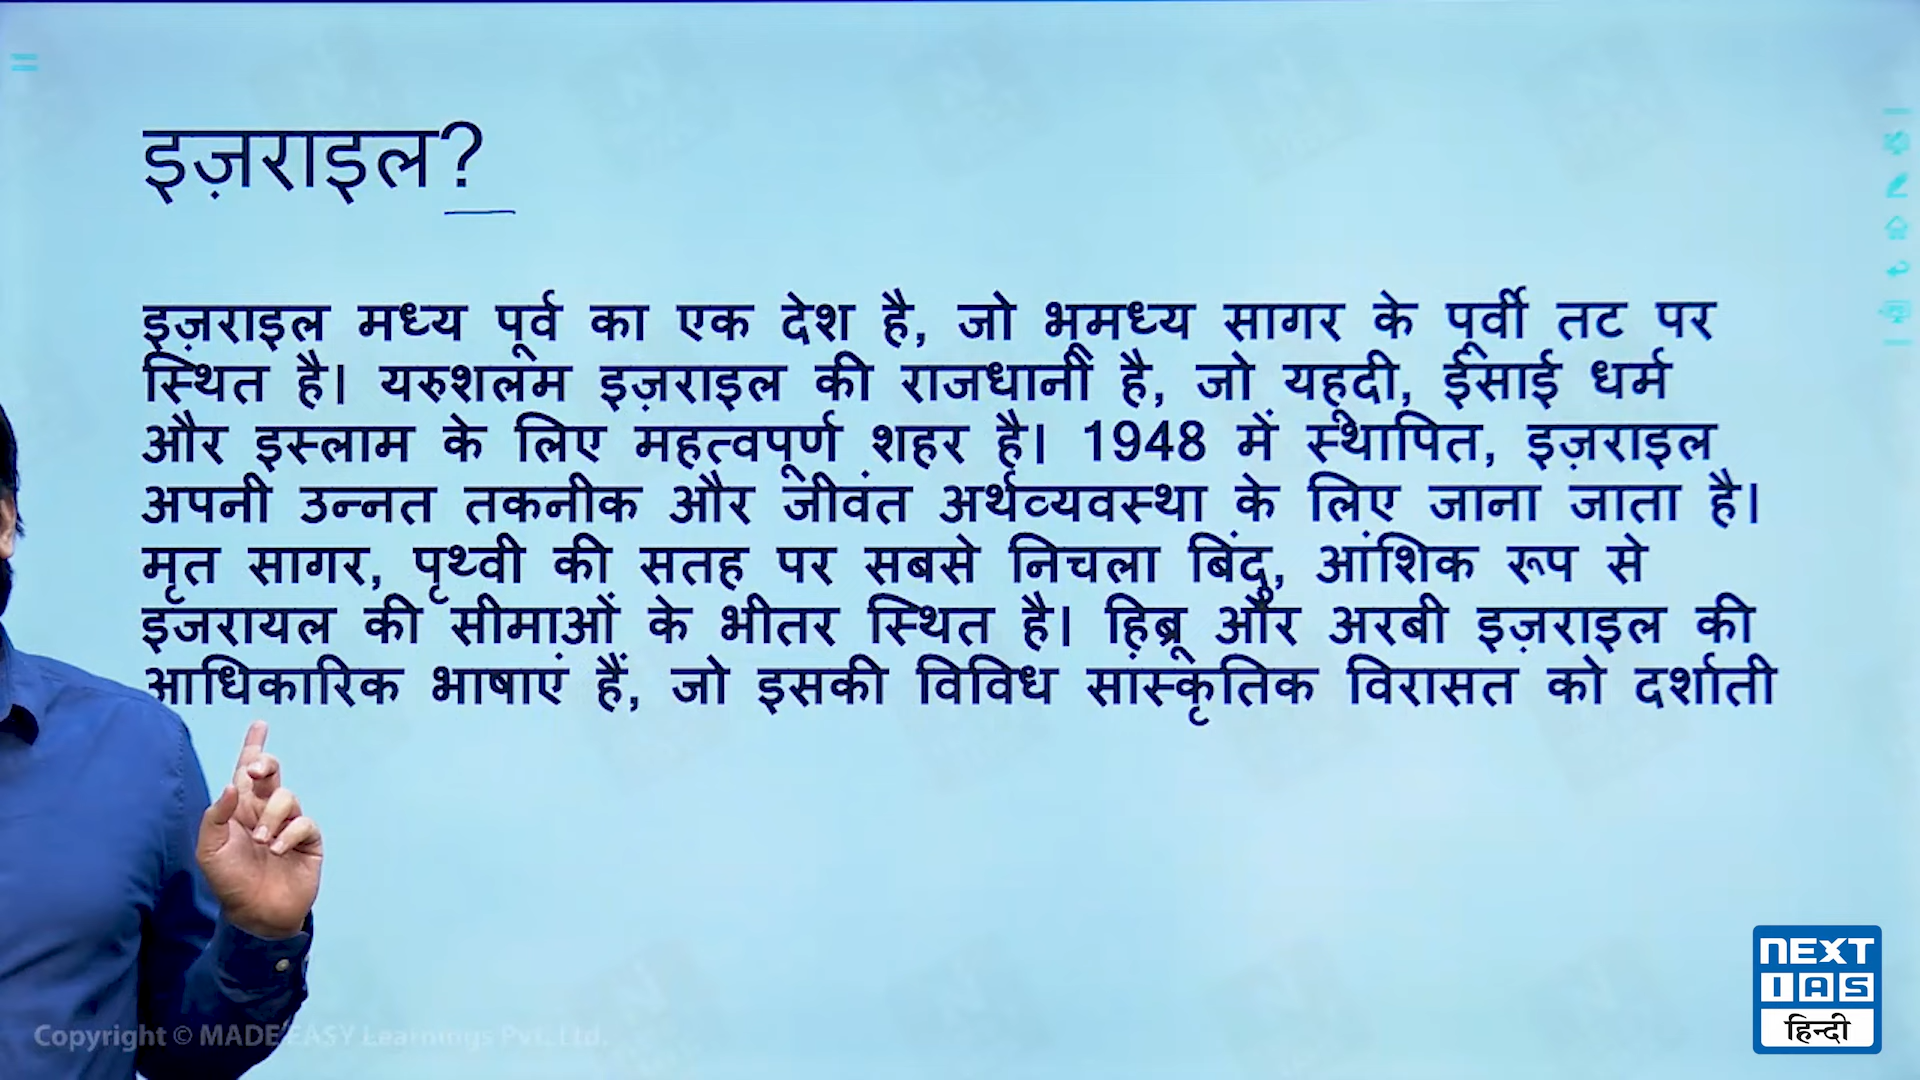 इज़राइल?
इज़राइल मध्य पूर्व का एक देश है, जो भूमध्य सागर के पूर्वी तट पर
स्थित है। यरुशलम इज़राइल की राजधानी है, जो यहूदी, ईसाई धर्म
और इस्लाम के लिए महत्वपूर्ण शहर है। 1948 में स्थापित, इज़राइल
अपनी उन्नत तकनीक और जीवंत अर्थव्यवस्था के लिए जाना जाता है।
मृत सागर, पृथ्वी की सतह पर सबसे निचला बिंदु, आंशिक रूप से
इजरायल की सीमाओं के भीतर स्थित है। हिब्रू और अरबी इज़राइल की
आधिकारिक भाषाएं हैं, जो इसकी विविध सांस्कृतिक विरासत को दर्शाती
Copyright © MADE EASY Learnings Pvt. Ltd.
NEXT
IAS
हिन्दी